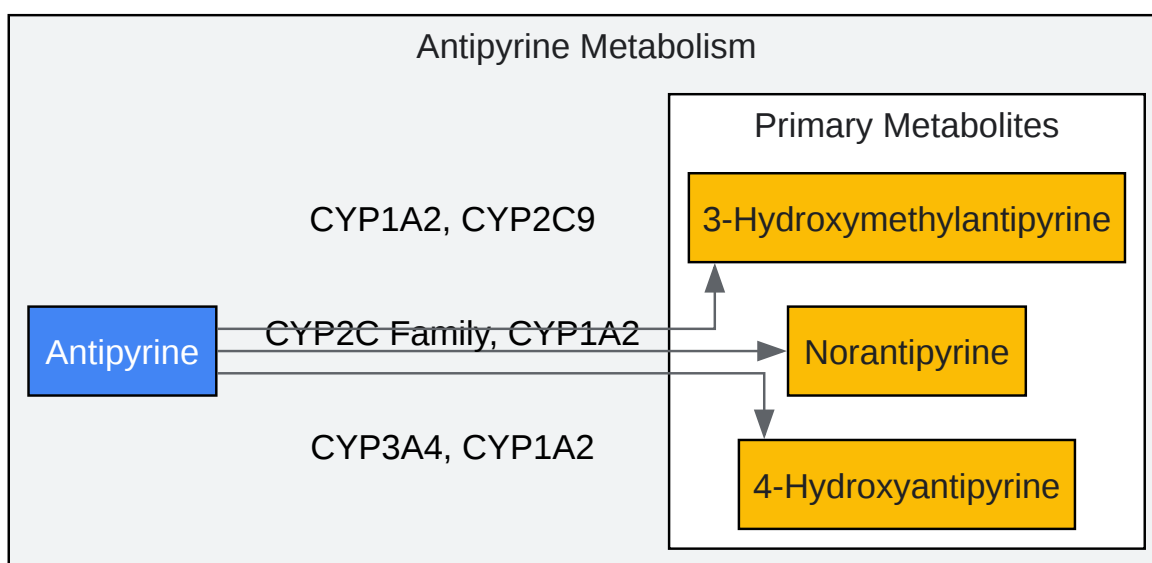 Antipyrine Metabolism
Primary Metabolites
CYP1A2, CYP2C9
3-Hydroxymethylantipyrine
CYP2C Family, CYP1A2
Antipyrine
Norantipyrine
CYP3A4, CYP1A2
4-Hydroxyantipyrine